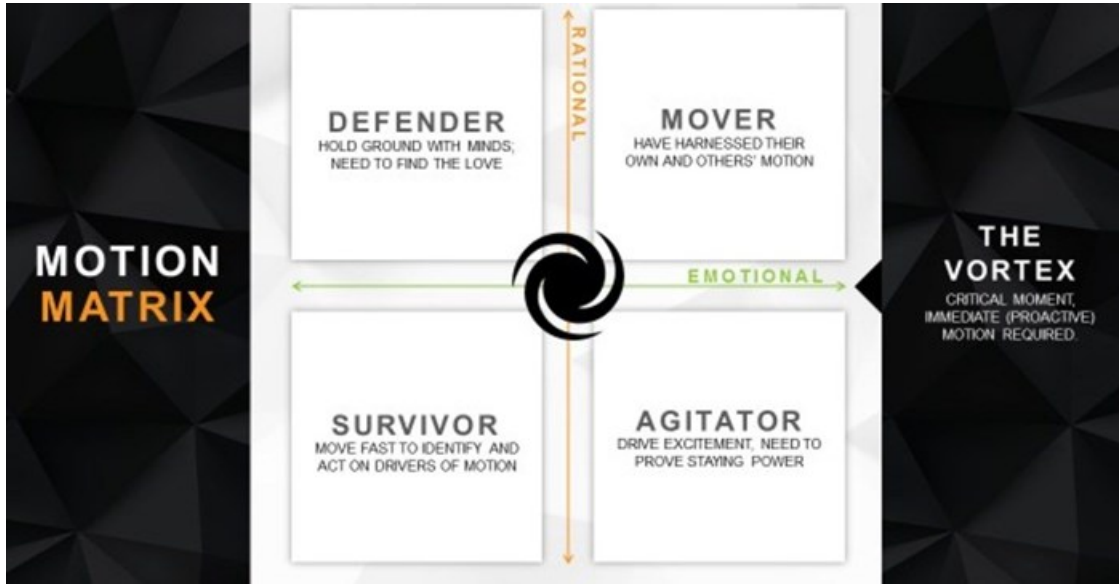 MOTION
MATRIX
RATIONAL
DEFENDER
HOLD GROUND WITH MINDS;
NEED TO FIND THE LOVE
MOVER
HAVE HARNESSED THEIR
OWN AND OTHERS' MOTION
EMOTIONAL
SURVIVOR
MOVE FAST TO IDENTIFY AND
ACT ON DRIVERS OF MOTION
AGITATOR
DRIVE EXCITEMENT, NEED TO
PROVE STAYING POWER
THE
VORTEX
CRITICAL MOMENT,
IMMEDIATE (PROACTIVE)
MOTION REQUIRED.